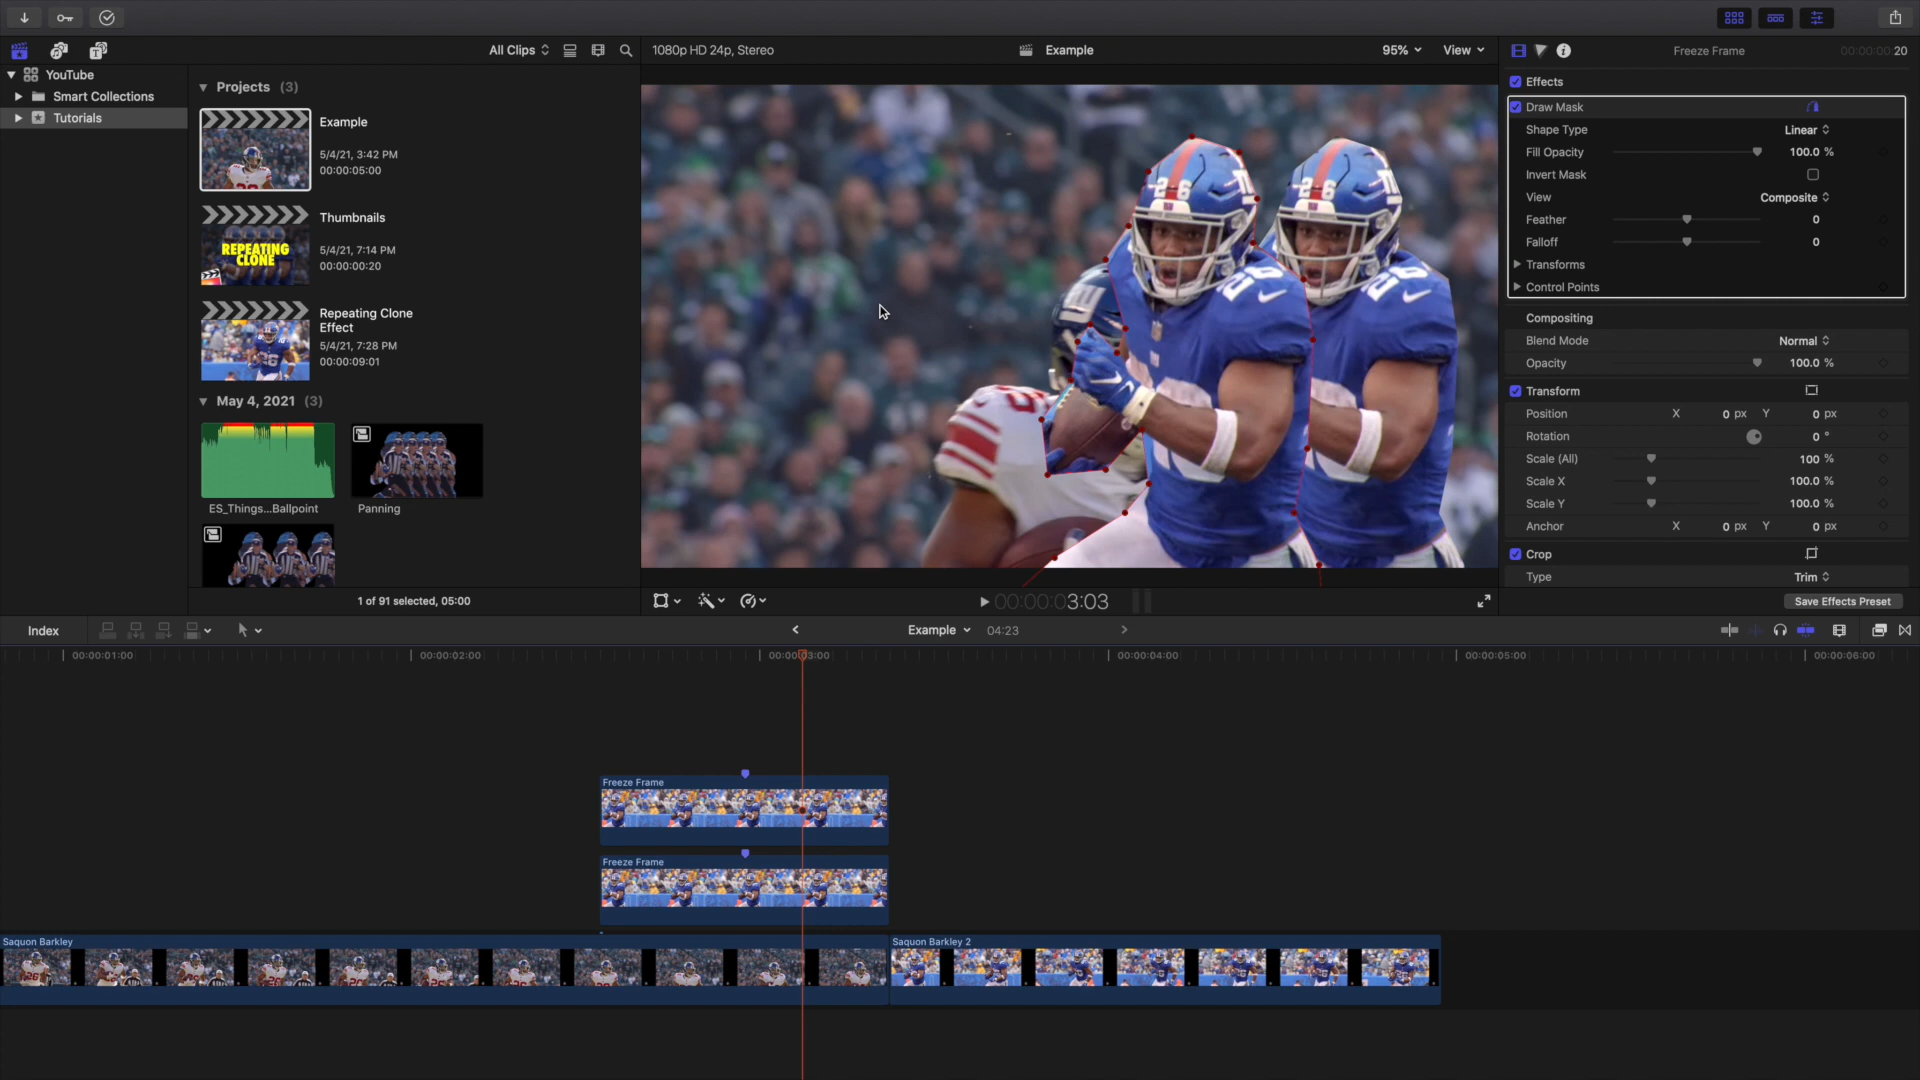 All Clips
1080p HD 24p, Stereo
Example
95%
View
Freeze Frame
00:00:00:20
YouTube
Smart Collections
Tutorials
Projects (3)
Example
5/4/21, 3:42 PM
00:00:05:00
Thumbnails
5/4/21, 7:14 PM
00:00:00:20
REPEATING
CLONE
Repeating Clone
Effect
5/4/21, 7:28 PM
00:00:09:01
May 4, 2021 (3)
ES_Things...Ballpoint
Panning
1 of 91 selected, 05:00
26
26
Effects
Draw Mask
Shape Type
Linear
Fill Opacity
100.0 %
Invert Mask
View
Composite
Feather
0
Falloff
0
Transforms
Control Points
Compositing
Blend Mode
Normal
Opacity
100.0 %
Transform
Position
X 0 px Y 0 px
Rotation
0 °
Scale (All)
100 %
Scale X
100.0 %
Scale Y
100.0 %
Anchor
X 0 px Y 0 px
Crop
Type
Trim
Save Effects Preset
00:00:03:03
Index
Example
04:23
00:00:01:00
00:00:02:00
00:00:03:00
00:00:04:00
00:00:05:00
00:00:06:00
Freeze Frame
Freeze Frame
Saquon Barkley
Saquon Barkley 2